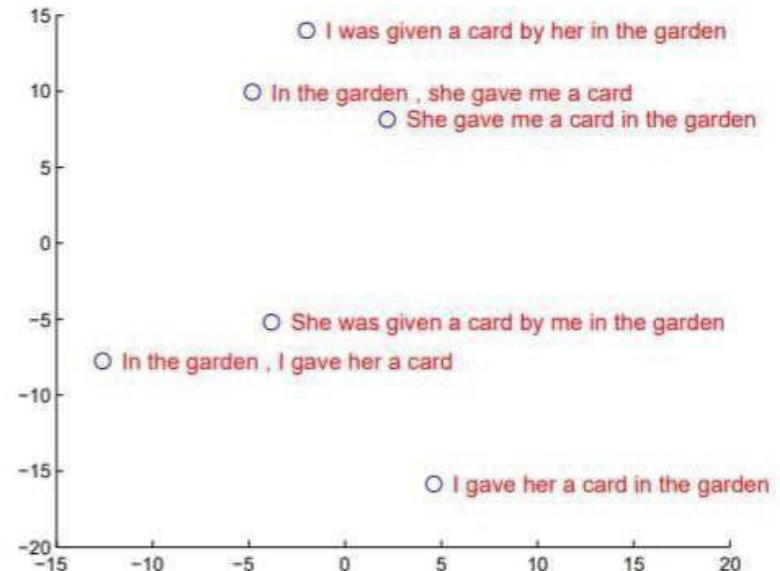 15
I was given a card by her in the garden
10
In the garden , she gave me a card
She gave me a card in the garden
5
0
−5
She was given a card by me in the garden
In the garden , I gave her a card
−10
−15
I gave her a card in the garden
−20
−15 −10 −5 0 5 10 15 20